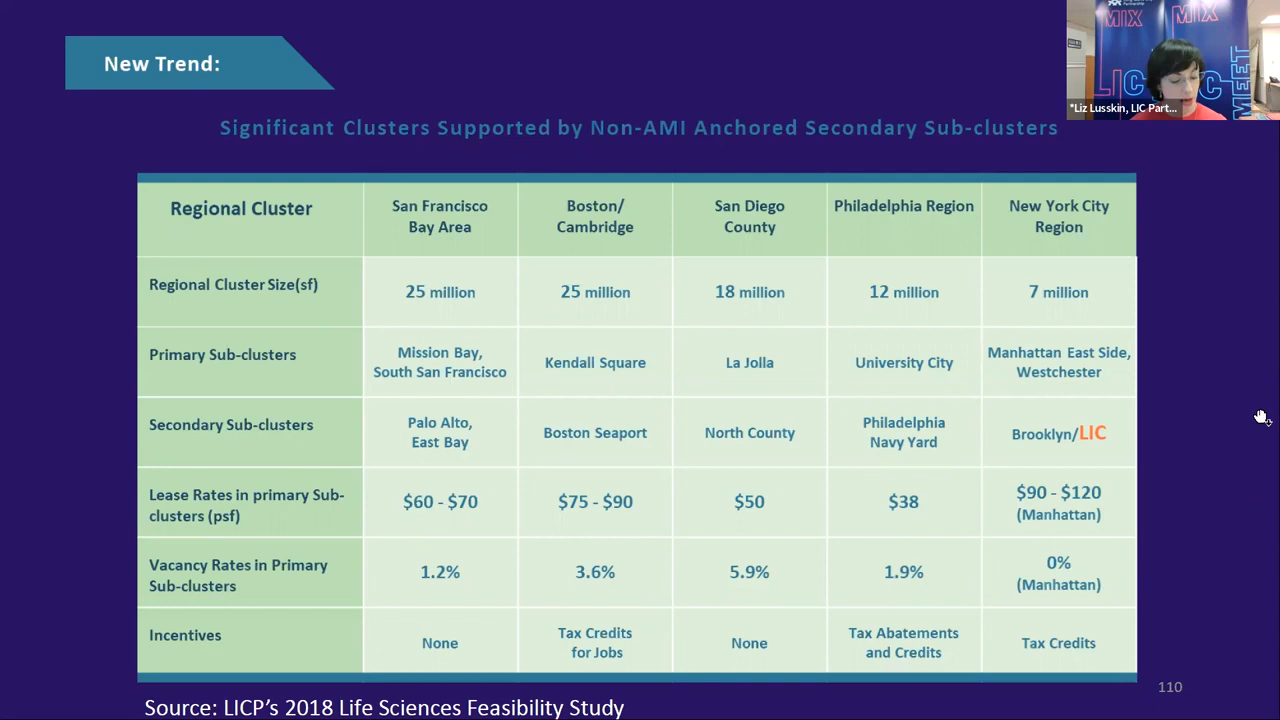 New Trend:
MIX
MIX
LIC
MEET
*Liz Lusskin, LIC Part...
Significant Clusters Supported by Non-AMI Anchored Secondary Sub-clusters
Regional Cluster
San Francisco
Bay Area
Boston/
Cambridge
San Diego
County
Philadelphia Region
New York City
Region
Regional Cluster Size(sf)
25 million
25 million
18 million
12 million
7 million
Primary Sub-clusters
Mission Bay,
South San Francisco
Kendall Square
La Jolla
University City
Manhattan East Side,
Westchester
Secondary Sub-clusters
Palo Alto,
East Bay
Boston Seaport
North County
Philadelphia
Navy Yard
Brooklyn/LIC
Lease Rates in primary Sub-
clusters (psf)
$60 - $70
$75 - $90
$50
$38
$90 - $120
(Manhattan)
Vacancy Rates in Primary
Sub-clusters
1.2%
3.6%
5.9%
1.9%
0%
(Manhattan)
Incentives
None
Tax Credits
for Jobs
None
Tax Abatements
and Credits
Tax Credits
110
Source: LICP's 2018 Life Sciences Feasibility Study